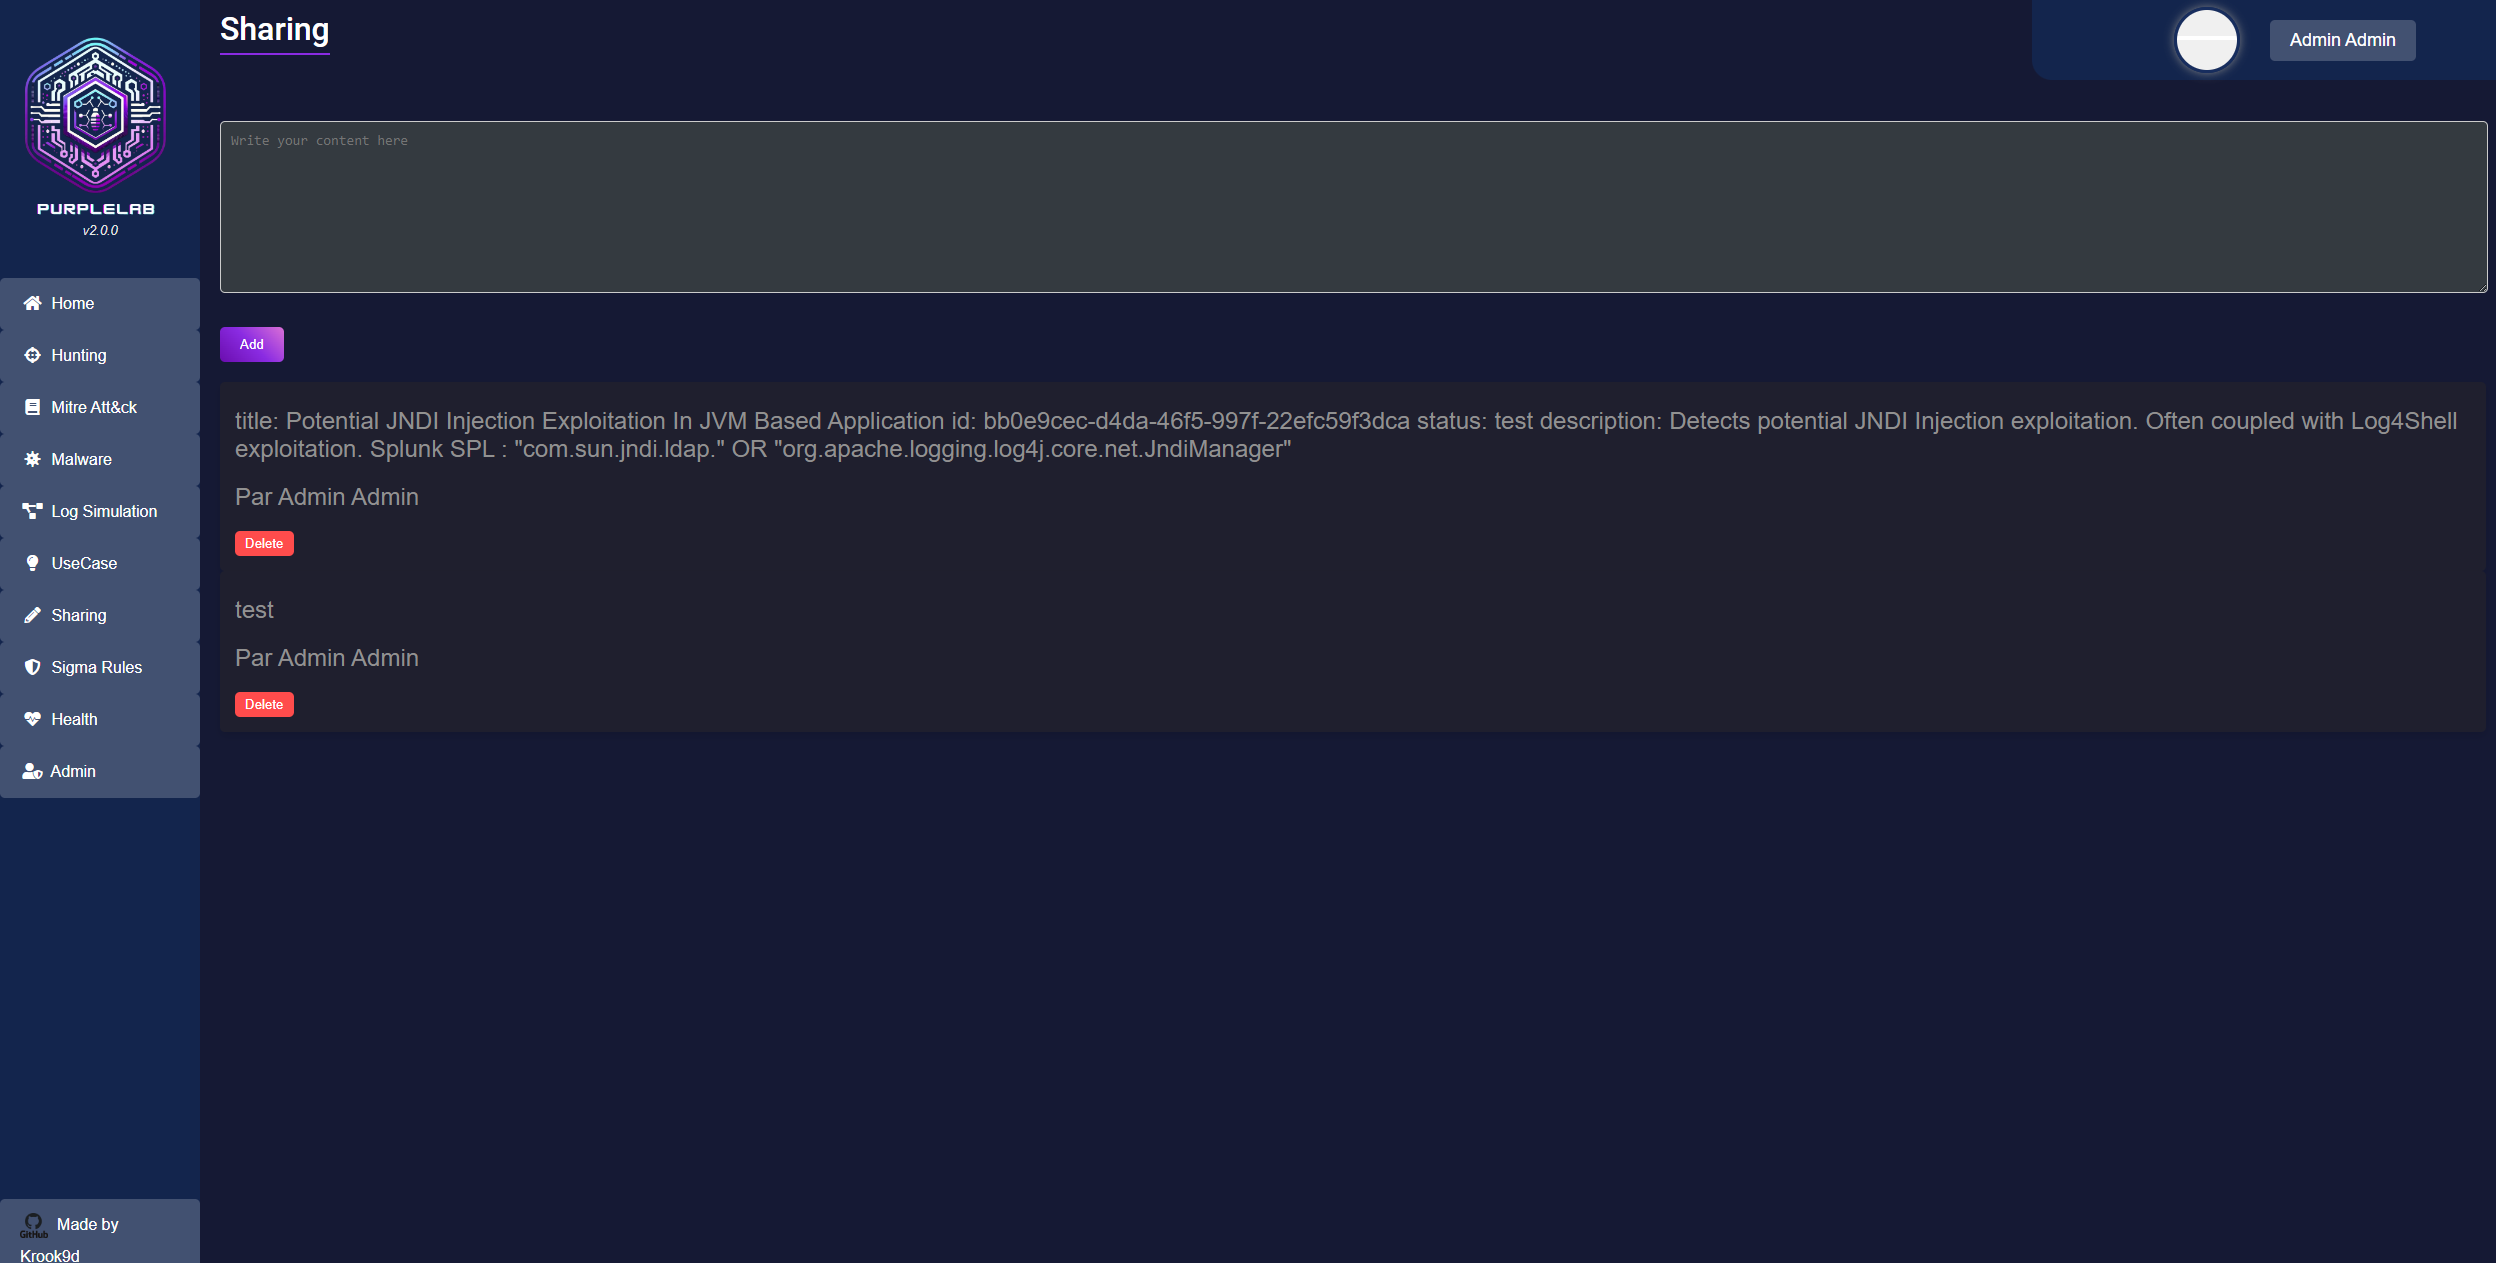 PURPLELAB
v2.0.0
Home
Hunting
Mitre Att&ck
Malware
Log Simulation
UseCase
Sharing
Sigma Rules
Health
Admin
GitHub Made by
Krook9d
Sharing
Admin Admin
Write your content here
Add
title: Potential JNDI Injection Exploitation In JVM Based Application id: bb0e9cec-d4da-46f5-997f-22efc59f3dca status: test description: Detects potential JNDI Injection exploitation. Often coupled with Log4Shell
exploitation. Splunk SPL : "com.sun.jndi.ldap." OR "org.apache.logging.log4j.core.net.JndiManager"
Par Admin Admin
Delete
test
Par Admin Admin
Delete